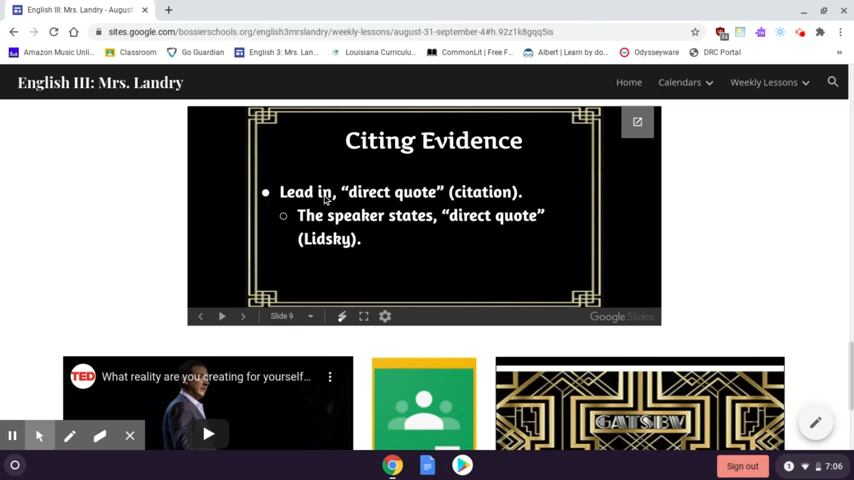 English III: Mrs. Landry - August
sites.google.com/bossierschools.org/english3mrslandry/weekly-lessons/august-31-september-4#h.92z1k8gqq5is
Amazon Music Unli...
Classroom
Go Guardian
English 3: Mrs. Lan...
Louisiana Curriculu...
CommonLit | Free F...
Albert | Learn by do...
Odysseyware
DRC Portal
English III: Mrs. Landry
Home
Calendars
Weekly Lessons
Citing Evidence
● Lead in, “direct quote” (citation).
○ The speaker states, “direct quote”
(Lidsky).
Slide 9
Google Slides
TED
What reality are you creating for yourself...
GATSBY
Sign out
1
7:06